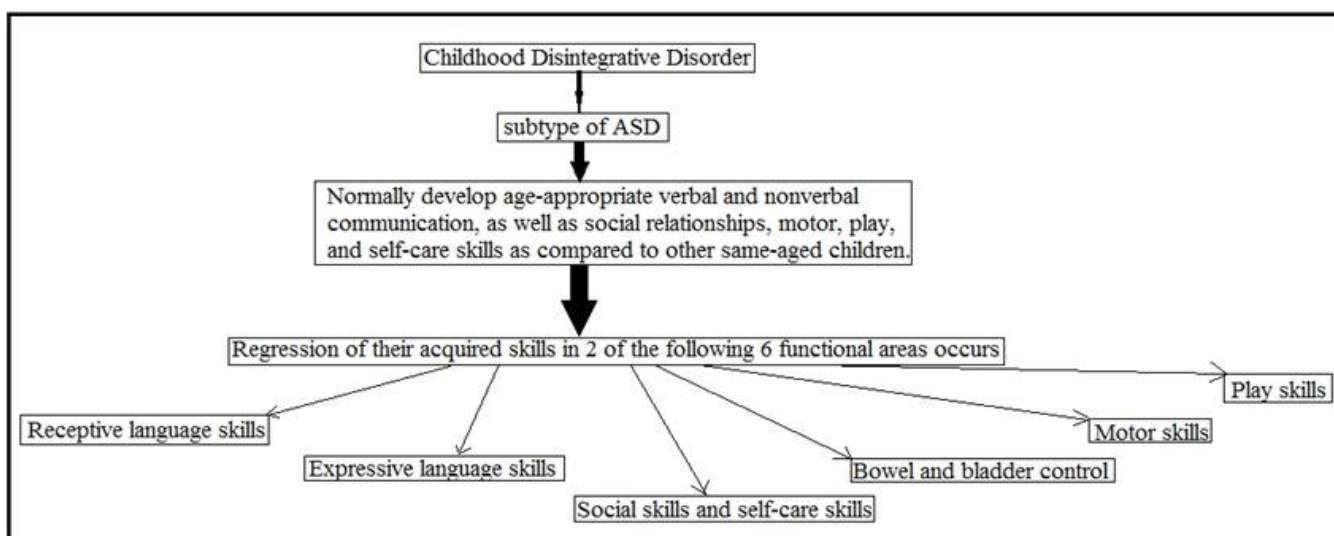 Childhood Disintegrative Disorder
subtype of ASD
Normally develop age-appropriate verbal and nonverbal
communication, as well as social relationships, motor, play,
and self-care skills as compared to other same-aged children.
Regression of their acquired skills in 2 of the following 6 functional areas occurs
Play skills
Receptive language skills
Motor skills
Expressive language skills
Bowel and bladder control
Social skills and self-care skills